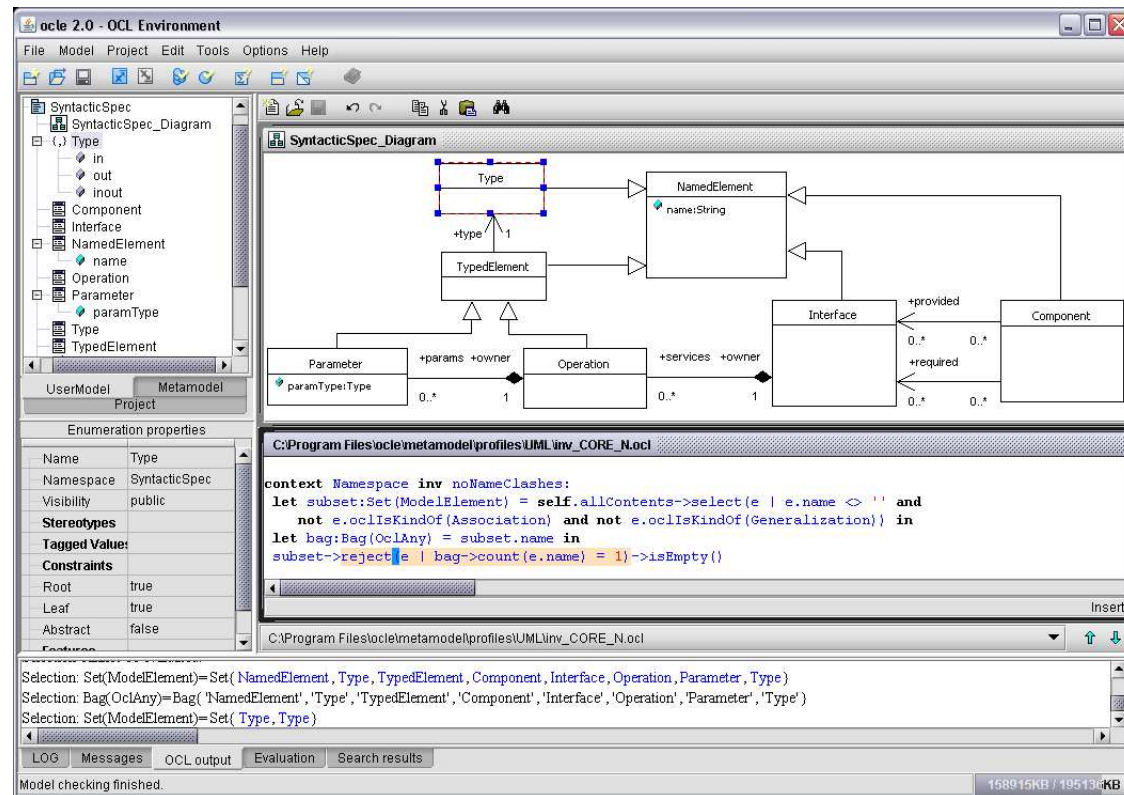 ocle 2.0 - OCL Environment
File Model Project Edit Tools Options Help
SyntacticSpec
SyntacticSpec_Diagram
(,) Type
in
out
inout
Component
Interface
NamedElement
name
Operation
Parameter
paramType
Type
TypedElement
UserModel Metamodel
Project
Enumeration properties
Name Type
Namespace SyntacticSpec
Visibility public
Stereotypes
Tagged Values
Constraints
Root true
Leaf true
Abstract false
SyntacticSpec_Diagram
Type
NamedElement
name:String
+type 1
TypedElement
Parameter
paramType:Type
+params +owner
0..* 1
Operation
+services +owner
0..* 1
Interface
+provided
0..* 0..*
+required
0..* 0..*
Component
C:\Program Files\ocle\metamodel\profiles\UML\inv_CORE_N.ocl
context Namespace inv noNameClashes:
let subset:Set(ModelElement) = self.allContents->select(e | e.name <> '' and
not e.oclIsKindOf(Association) and not e.oclIsKindOf(Generalization)) in
let bag:Bag(OclAny) = subset.name in
subset->reject(e | bag->count(e.name) = 1)->isEmpty()
Insert
C:\Program Files\ocle\metamodel\profiles\UML\inv_CORE_N.ocl
Selection: Set(ModelElement)=Set{ NamedElement, Type, TypedElement, Component, Interface, Operation, Parameter, Type }
Selection: Bag(OclAny)=Bag{ 'NamedElement', 'Type', 'TypedElement', 'Component', 'Interface', 'Operation', 'Parameter', 'Type' }
Selection: Set(ModelElement)=Set{ Type, Type }
LOG Messages OCL output Evaluation Search results
Model checking finished.
158915KB /